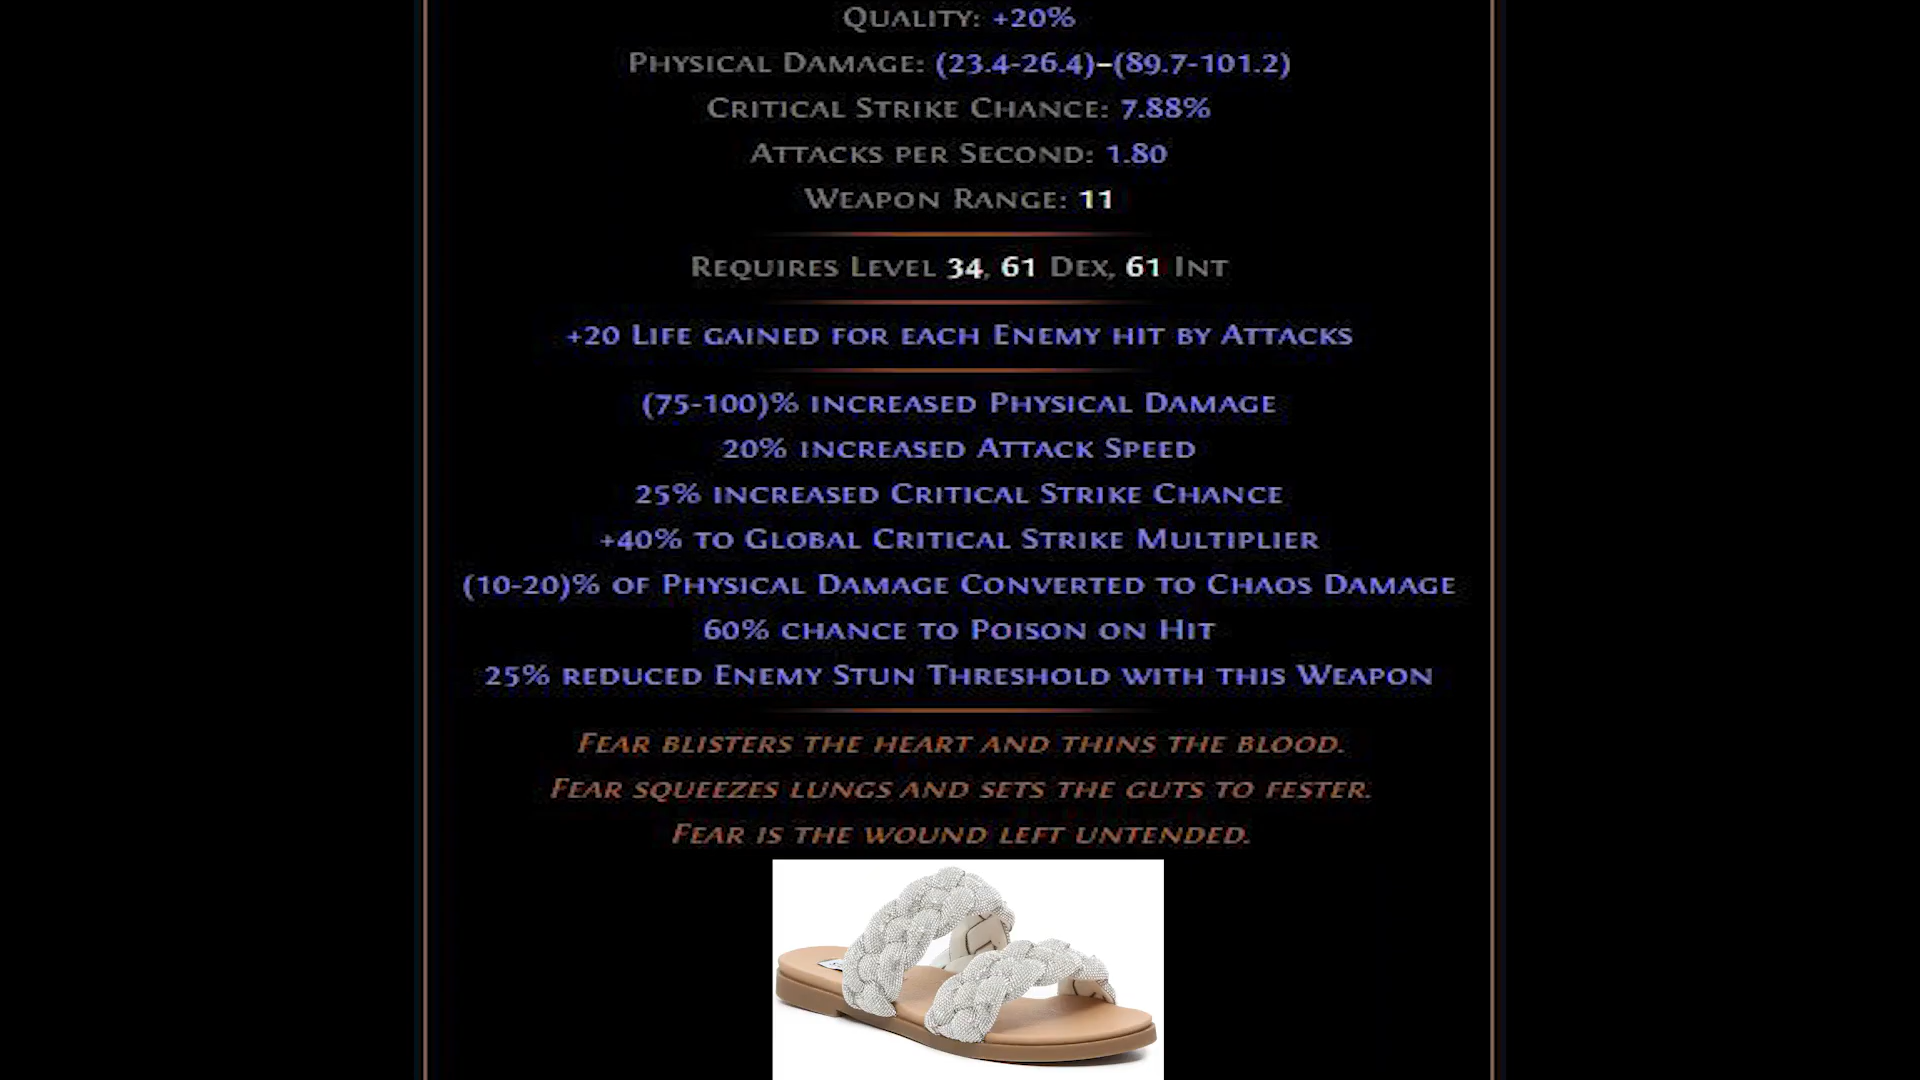 Quality: +20%
Physical Damage: (23.4-26.4)–(89.7-101.2)
Critical Strike Chance: 7.88%
Attacks per Second: 1.80
Weapon Range: 11
Requires Level 34, 61 Dex, 61 Int
+20 Life gained for each Enemy hit by Attacks
(75-100)% increased Physical Damage
20% increased Attack Speed
25% increased Critical Strike Chance
+40% to Global Critical Strike Multiplier
(10-20)% of Physical Damage Converted to Chaos Damage
60% chance to Poison on Hit
25% reduced Enemy Stun Threshold with this Weapon
Fear blisters the heart and thins the blood.
Fear squeezes lungs and sets the guts to fester.
Fear is the wound left untended.